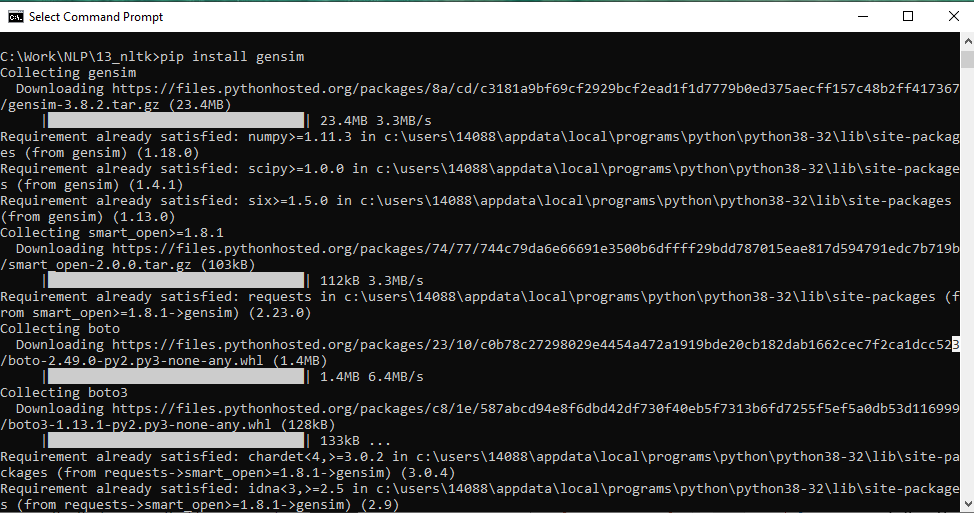 Select Command Prompt
C:\Work\NLP\13_nltk>pip install gensim
Collecting gensim
  Downloading https://files.pythonhosted.org/packages/8a/cd/c3181a9bf69cf2929bcf2ead1f1d7779b0ed375aecff157c48b2ff417367
/gensim-3.8.2.tar.gz (23.4MB)
     |████████████████████████████████| 23.4MB 3.3MB/s
Requirement already satisfied: numpy>=1.11.3 in c:\users\14088\appdata\local\programs\python\python38-32\lib\site-packag
es (from gensim) (1.18.0)
Requirement already satisfied: scipy>=1.0.0 in c:\users\14088\appdata\local\programs\python\python38-32\lib\site-package
s (from gensim) (1.4.1)
Requirement already satisfied: six>=1.5.0 in c:\users\14088\appdata\local\programs\python\python38-32\lib\site-packages
(from gensim) (1.13.0)
Collecting smart_open>=1.8.1
  Downloading https://files.pythonhosted.org/packages/74/77/744c79da6e66691e3500b6dffff29bdd787015eae817d594791edc7b719b
/smart_open-2.0.0.tar.gz (103kB)
     |████████████████████████████████| 112kB 3.3MB/s
Requirement already satisfied: requests in c:\users\14088\appdata\local\programs\python\python38-32\lib\site-packages (f
rom smart_open>=1.8.1->gensim) (2.23.0)
Collecting boto
  Downloading https://files.pythonhosted.org/packages/23/10/c0b78c27298029e4454a472a1919bde20cb182dab1662cec7f2ca1dcc523
/boto-2.49.0-py2.py3-none-any.whl (1.4MB)
     |████████████████████████████████| 1.4MB 6.4MB/s
Collecting boto3
  Downloading https://files.pythonhosted.org/packages/c8/1e/587abcd94e8f6dbd42df730f40eb5f7313b6fd7255f5ef5a0db53d116999
/boto3-1.13.1-py2.py3-none-any.whl (128kB)
     |████████████████████████████████| 133kB ...
Requirement already satisfied: chardet<4,>=3.0.2 in c:\users\14088\appdata\local\programs\python\python38-32\lib\site-pa
ckages (from requests->smart_open>=1.8.1->gensim) (3.0.4)
Requirement already satisfied: idna<3,>=2.5 in c:\users\14088\appdata\local\programs\python\python38-32\lib\site-package
s (from requests->smart_open>=1.8.1->gensim) (2.9)